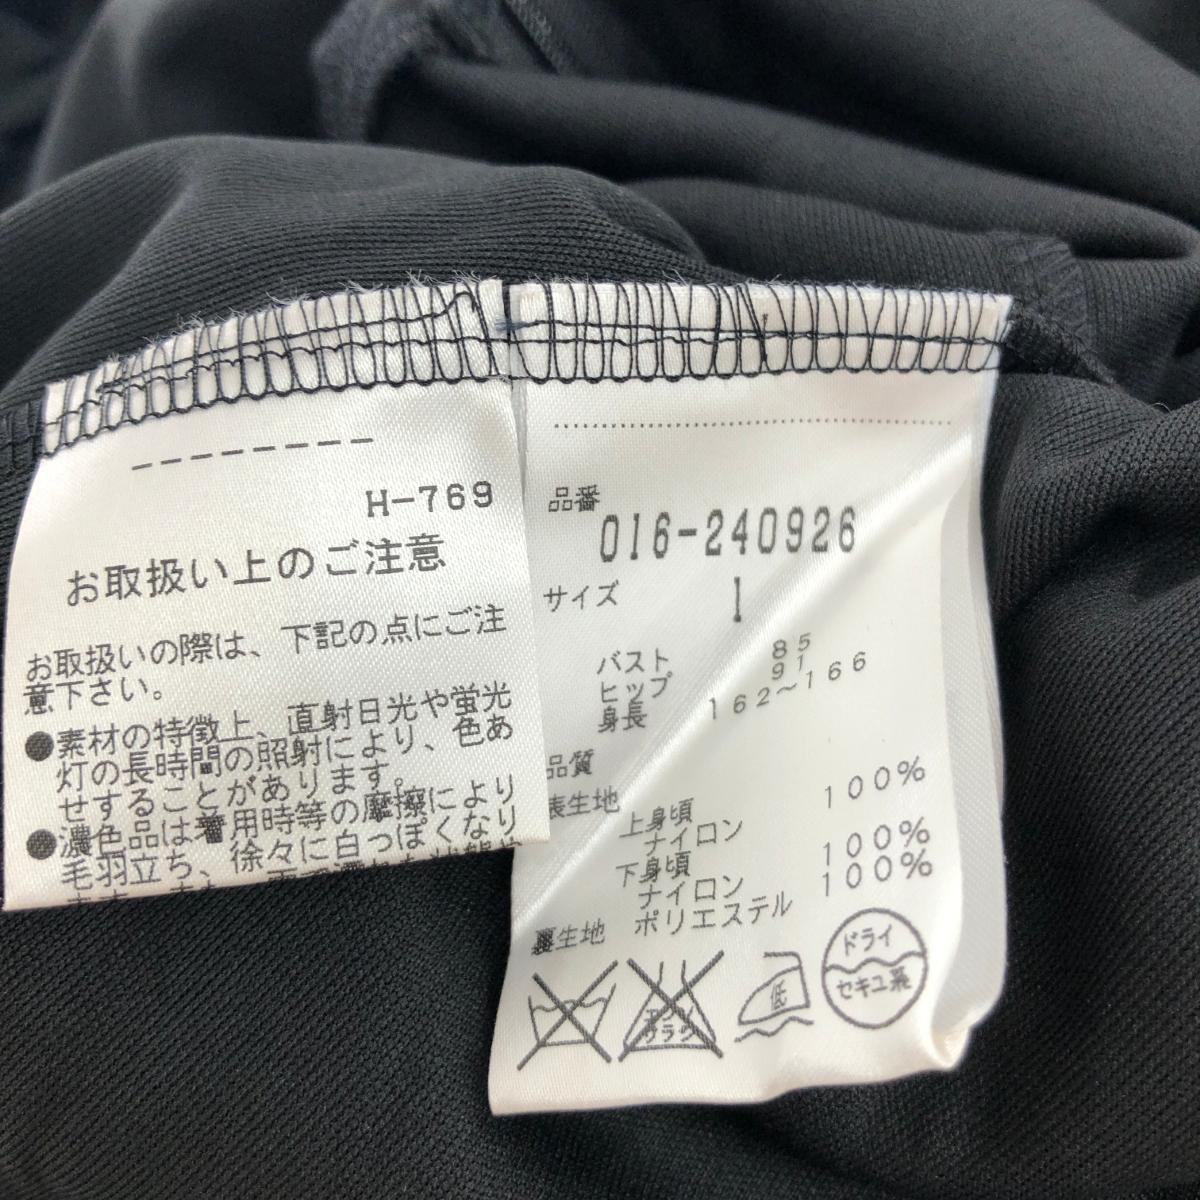 H-769
お取扱い上のご注意
お取扱いの際は、下記の点にご注
意下さい。
●素材の特徴上、直射日光や蛍光
灯の長時間の照射により、色あ
せすることがあります。
●濃色品は着用時等の摩擦により
毛羽立ち、徐々に白っぽくなり
品番
016-240926
サイズ 1
バスト 85
ヒップ 91
身長 162〜166
品質
表生地
上身頃
ナイロン 100%
下身頃
ナイロン 100%
裏生地 ポリエステル 100%
エンソ
サラシ
低
ドライ
セキユ系